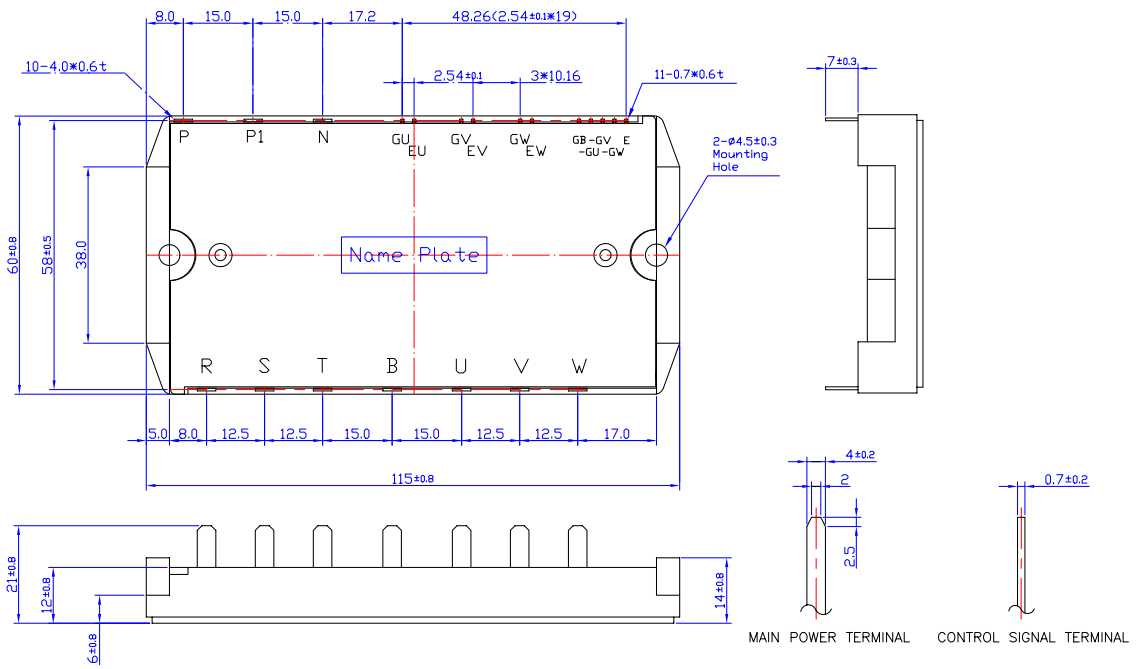 8.0 15.0 15.0 17.2 48.26(2.54±0.1*19)
10-4.0*0.6t 2.54±0.1 3*10.16 11-0.7*0.6t
7±0.3
P P1 N GU GV GW GB-GV E
EU EV EW -GU-GW
2-ø4.5±0.3
Mounting
Hole
60±0.8 58±0.5 38.0
Name Plate
R S T B U V W
5.0 8.0 12.5 12.5 15.0 15.0 12.5 12.5 17.0
115±0.8
4±0.2
2
0.7±0.2
2.5
21±0.8 12±0.8 6±0.8 14±0.8
MAIN POWER TERMINAL CONTROL SIGNAL TERMINAL